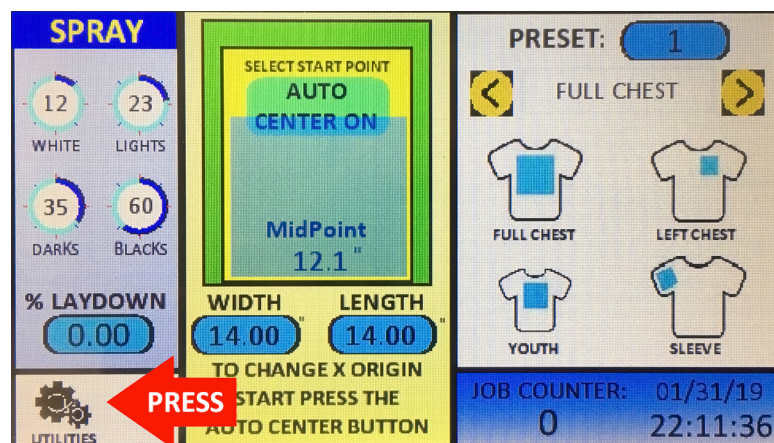 SPRAY
12
23
WHITE
LIGHTS
35
60
DARKS
BLACKS
% LAYDOWN
0.00
UTILITIES
SELECT START POINT
AUTO
CENTER ON
MidPoint
12.1 "
WIDTH
LENGTH
14.00 "
14.00 "
TO CHANGE X ORIGIN
START PRESS THE
AUTO CENTER BUTTON
PRESS
PRESET: 1
< FULL CHEST >
FULL CHEST
LEFT CHEST
YOUTH
SLEEVE
JOB COUNTER:
0
01/31/19
22:11:36